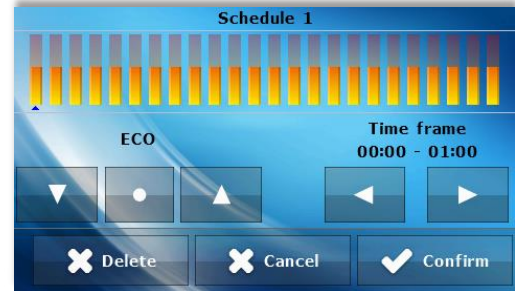 Schedule 1
ECO
Time frame
00:00 - 01:00
Delete
Cancel
Confirm